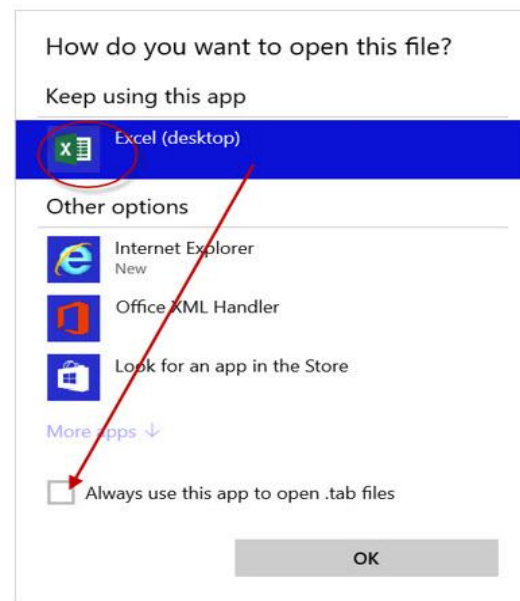 How do you want to open this file?
Keep using this app
Excel (desktop)
Other options
Internet Explorer
New
Office XML Handler
Look for an app in the Store
More apps ↓
Always use this app to open .tab files
OK